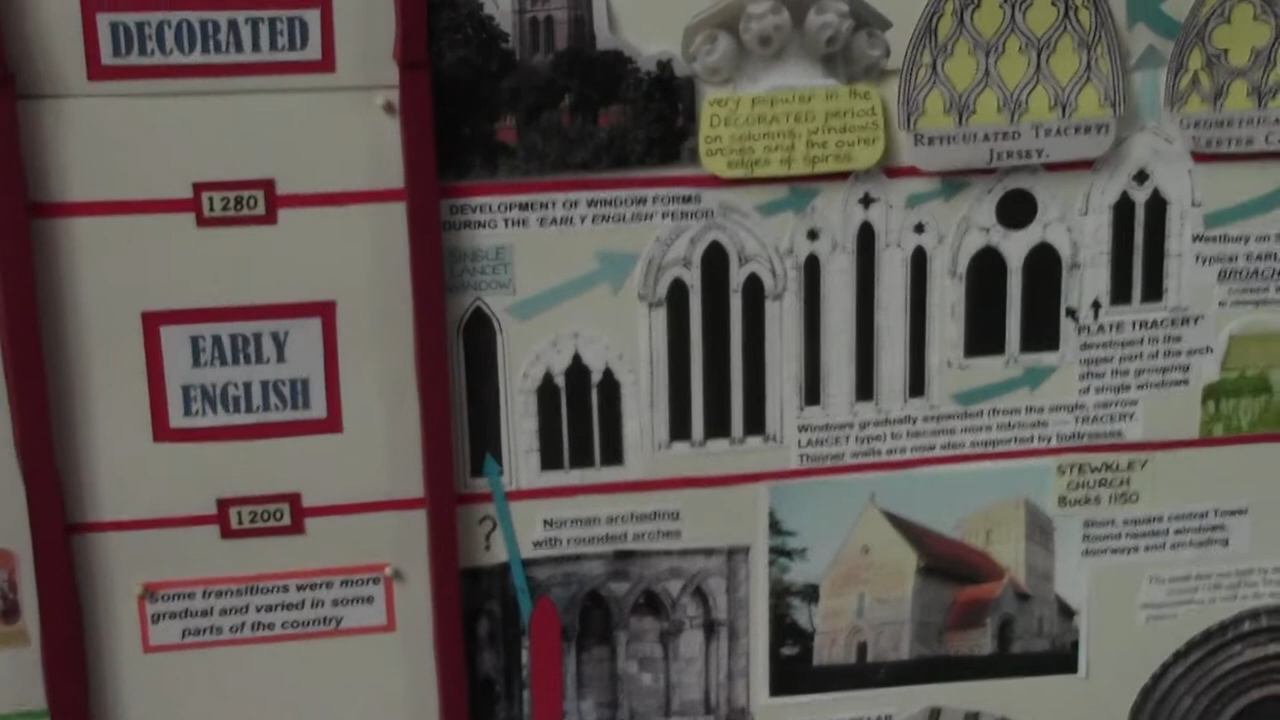 DECORATED
1280
EARLY
ENGLISH
1200
Some transitions were more
gradual and varied in some
parts of the country
very popular in the
DECORATED period
on columns, windows
arches and the outer
edges of spires
RETICULATED TRACERY
JERSEY.
DEVELOPMENT OF WINDOW FORMS
DURING THE 'EARLY ENGLISH' PERIOD
SINGLE
LANCET
WINDOW
'PLATE TRACERY'
developed in the
upper part of the arch
after the grouping
of single windows
Windows gradually expanded (from the single, narrow
LANCET type) to become more intricate — TRACERY.
Thinner walls are now also supported by buttresses.
Westbury on
Typical
BROACH
?
Norman archading
with rounded arches
STEWKLEY
CHURCH
Bucks 1150
Short, square central Tower
Round headed windows,
doorways and archading